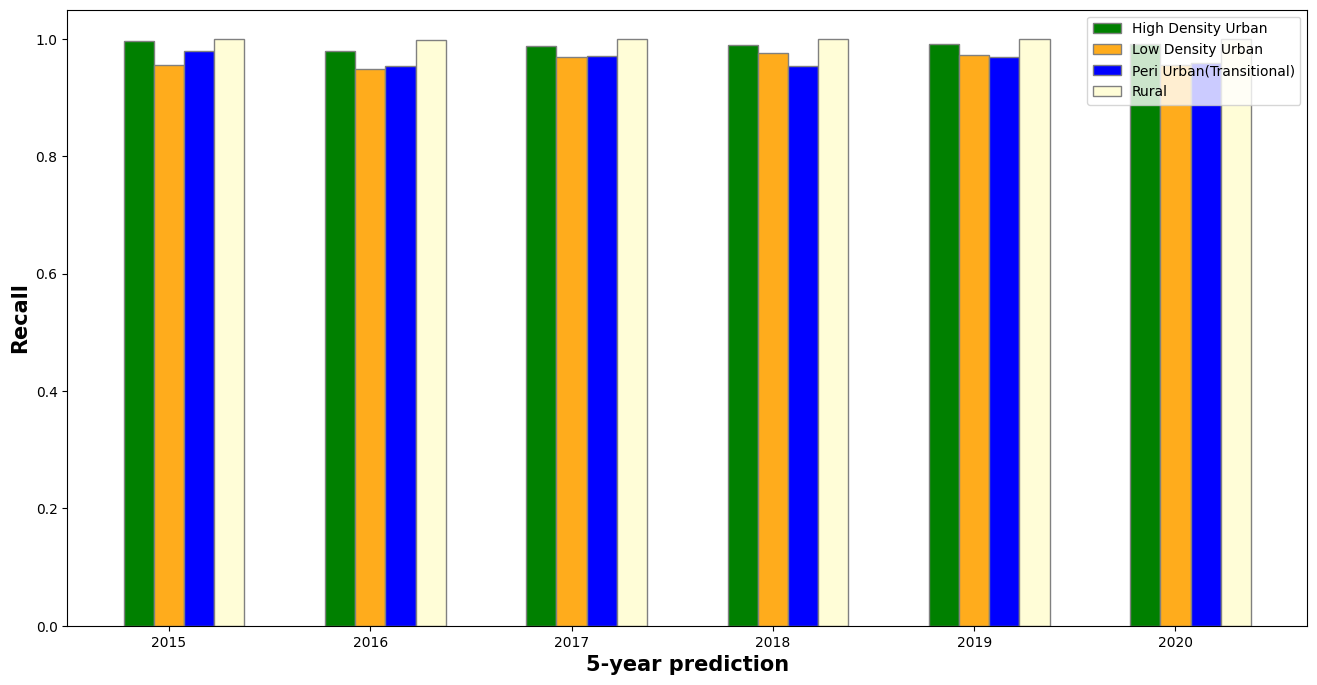 1.0
0.8
0.6
0.4
0.2
0.0
Recall
High Density Urban
Low Density Urban
Peri Urban(Transitional)
Rural
2015 2016 2017 2018 2019 2020
5-year prediction